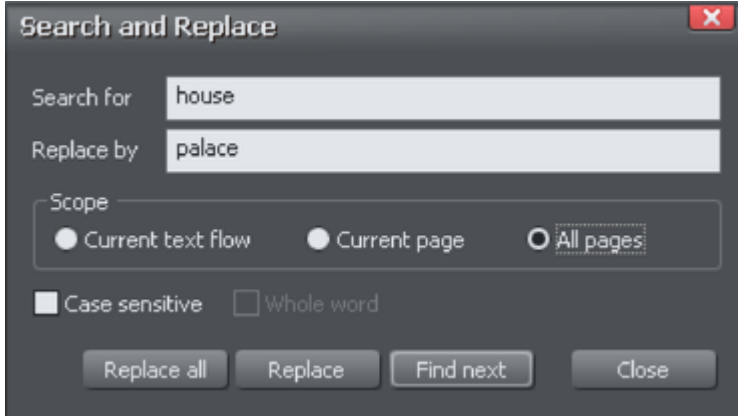 Search and Replace
Search for house
Replace by palace
Scope
Current text flow Current page All pages
Case sensitive Whole word
Replace all Replace Find next Close